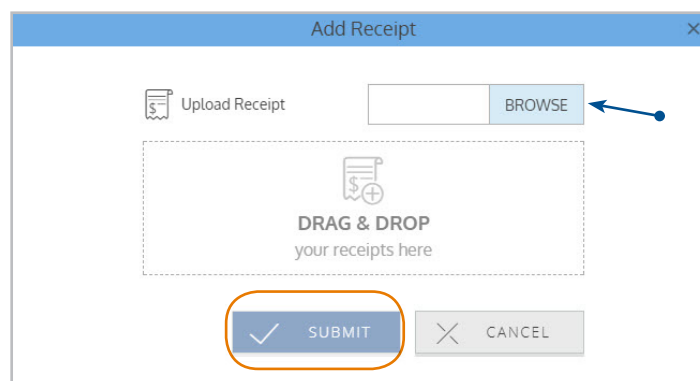 Add Receipt
Upload Receipt
BROWSE
DRAG & DROP
your receipts here
SUBMIT
CANCEL